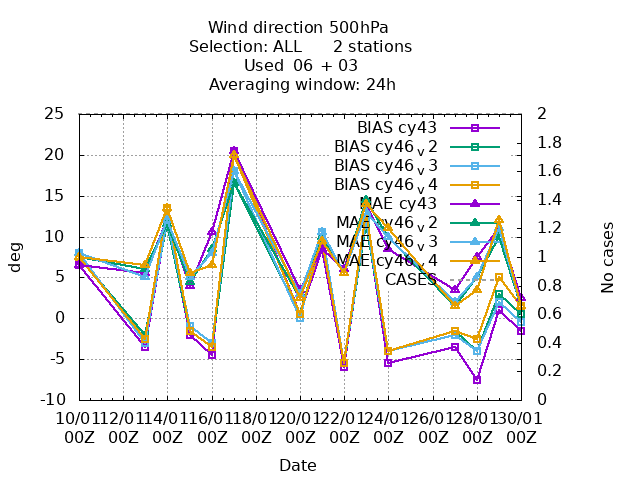 Wind direction 500hPa
Selection: ALL 2 stations
Used 06 + 03
Averaging window: 24h
25
20
15
10
5
0
-5
-10
deg
2
1.8
1.6
1.4
1.2
1
0.8
0.6
0.4
0.2
0
No cases
BIAS cy43
BIAS cy46_v2
BIAS cy46_v3
BIAS cy46_v4
MAE cy43
MAE cy46_v2
MAE cy46_v3
MAE cy46_v4
CASES
10/01 12/01 14/01 16/01 18/01 20/01 22/01 24/01 26/01 28/01 30/01
00Z 00Z 00Z 00Z 00Z 00Z 00Z 00Z 00Z 00Z 00Z
Date